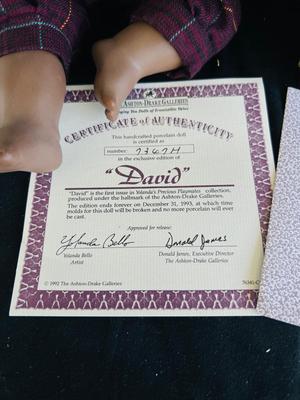 Ashton-Drake Galleries
CERTIFICATE of AUTHENTICITY
This handcrafted porcelain doll
is certified as
number: 7367H
in the exclusive edition of
"David"
"David" is the first issue in Yolanda's Precious Playmates collection,
produced under the hallmark of the Ashton-Drake Galleries.
The edition ends forever on December 31, 1993, at which time
molds for this doll will be broken and no more porcelain will ever
be cast.
Approved for release:
Yolanda Bello
Donald James
Yolanda Bello
Artist
Donald James, Executive Director
The Ashton-Drake Galleries
© 1992 The Ashton-Drake Galleries